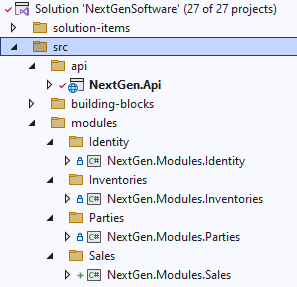 Solution 'NextGenSoftware' (27 of 27 projects)
solution-items
src
api
NextGen.Api
building-blocks
modules
Identity
C# NextGen.Modules.Identity
Inventories
C# NextGen.Modules.Inventories
Parties
C# NextGen.Modules.Parties
Sales
C# NextGen.Modules.Sales